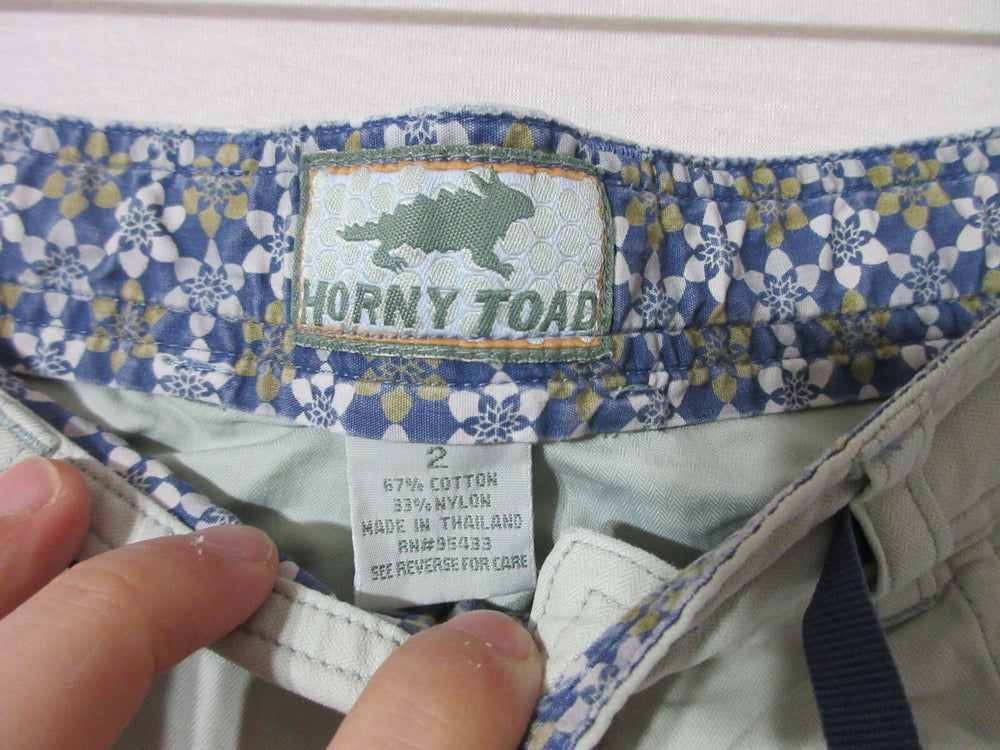 HORNY TOAD
2
67% COTTON
33% NYLON
MADE IN THAILAND
RN#95433
SEE REVERSE FOR CARE